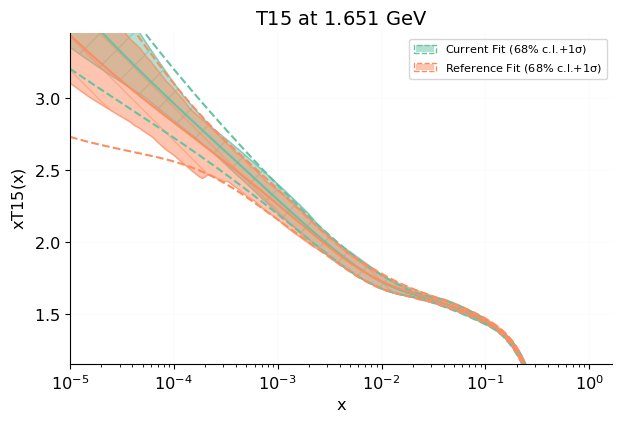 T15 at 1.651 GeV
Current Fit (68% c.l.+1σ)
Reference Fit (68% c.l.+1σ)
xT15(x)
3.0
2.5
2.0
1.5
10⁻⁵ 10⁻⁴ 10⁻³ 10⁻² 10⁻¹ 10⁰
x